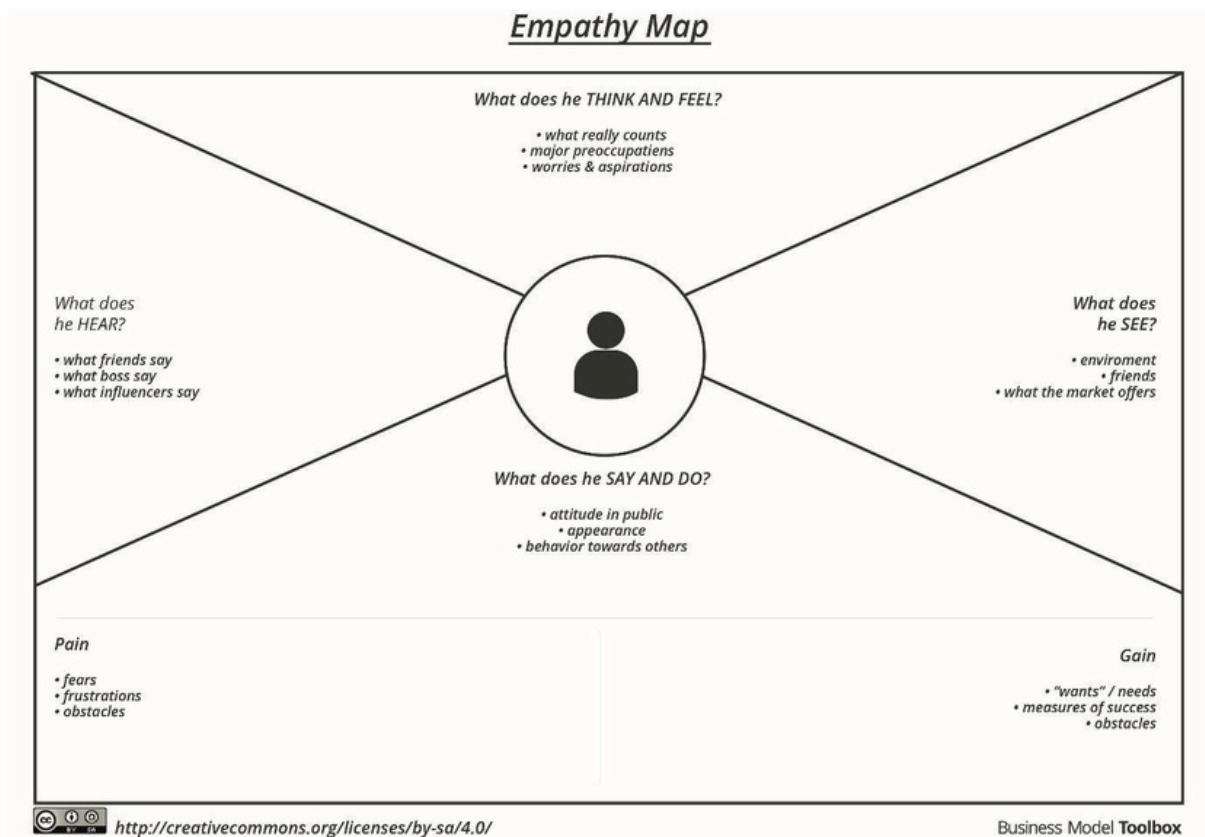 Empathy Map
What does he THINK AND FEEL?
• what really counts
• major preoccupatiens
• worries & aspirations
What does
he HEAR?
• what friends say
• what boss say
• what influencers say
What does
he SEE?
• enviroment
• friends
• what the market offers
What does he SAY AND DO?
• attitude in public
• appearance
• behavior towards others
Pain
• fears
• frustrations
• obstacles
Gain
• "wants" / needs
• measures of success
• obstacles
cc BY SA
http://creativecommons.org/licenses/by-sa/4.0/
Business Model Toolbox